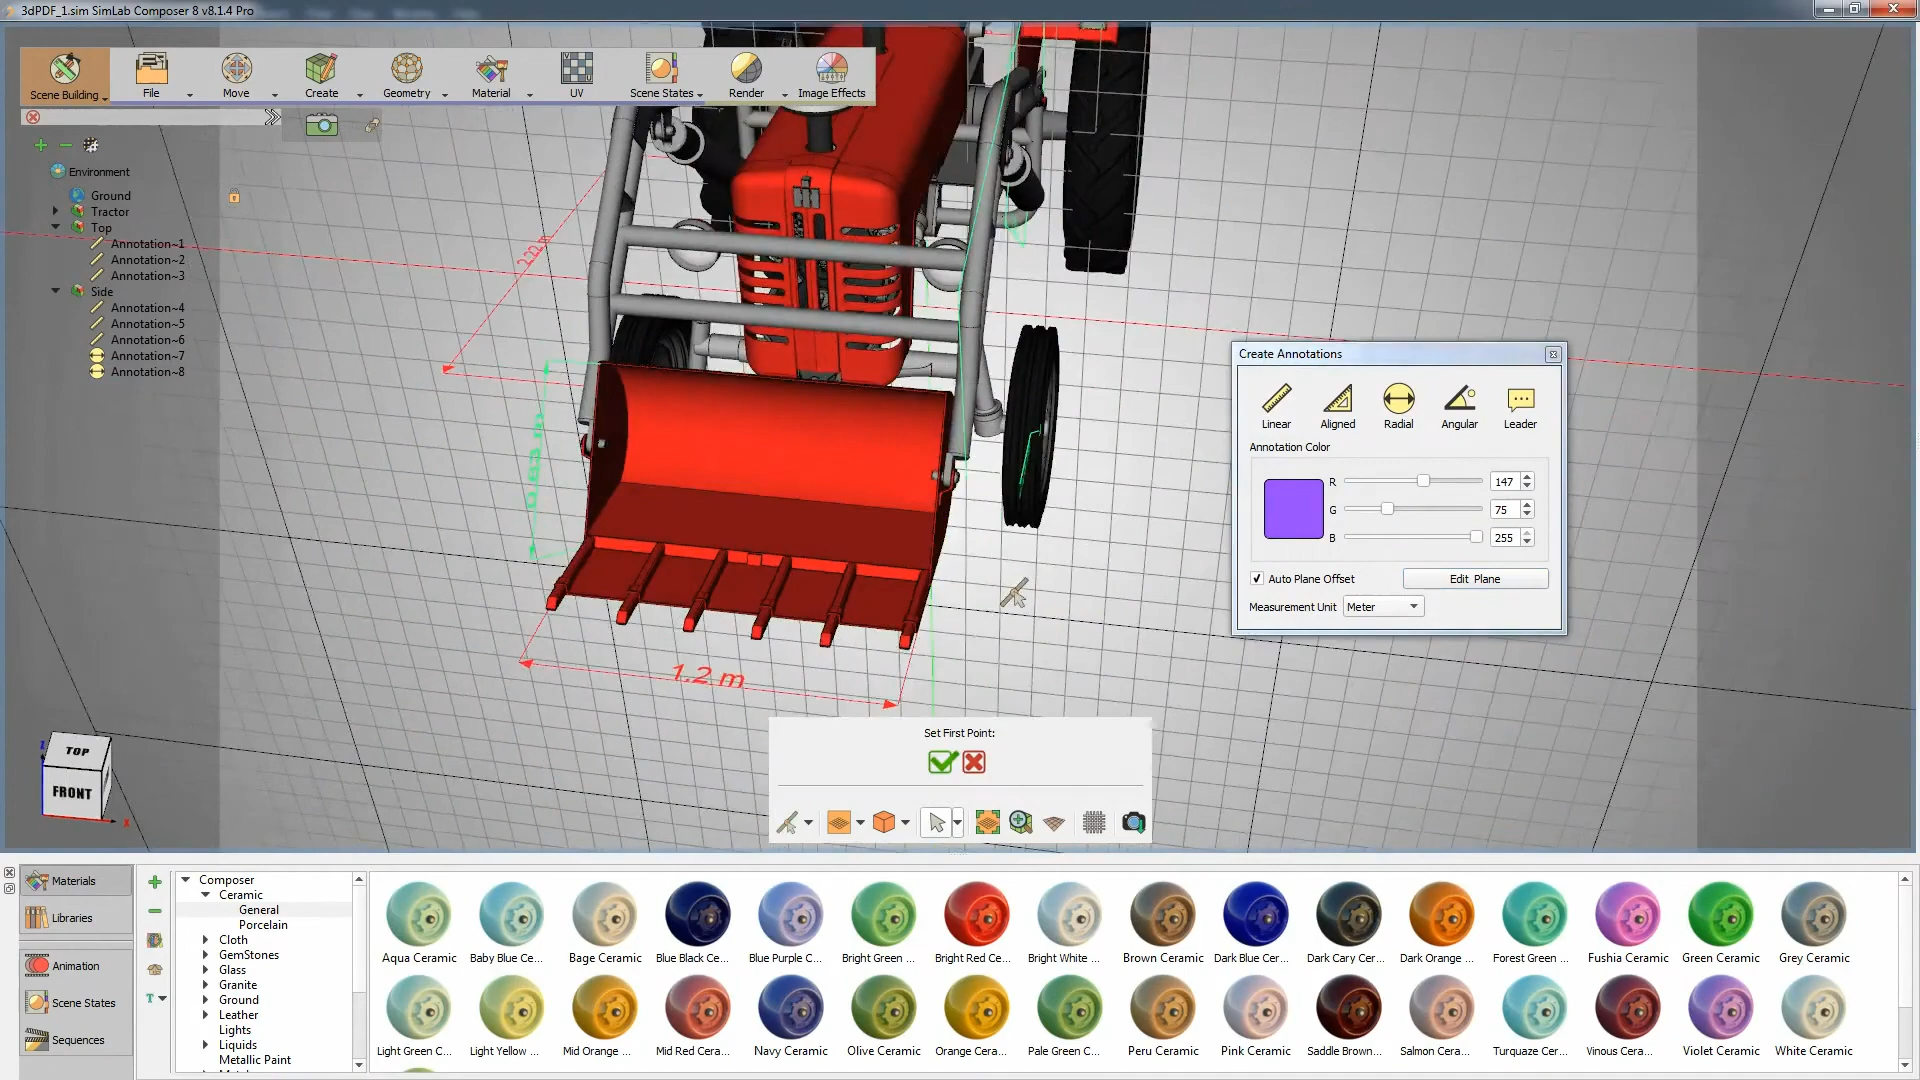 3dPDF_1.sim SimLab Composer 8 v8.1.4 Pro
Scene Building
File
Move
Create
Geometry
Material
UV
Scene States
Render
Image Effects
Environment
Ground
Tractor
Top
Annotation~1
Annotation~2
Annotation~3
Side
Annotation~4
Annotation~5
Annotation~6
Annotation~7
Annotation~8
0.63 m
1.2 m
Create Annotations
Linear
Aligned
Radial
Angular
Leader
Annotation Color
R
147
G
75
B
255
Auto Plane Offset
Edit Plane
Measurement Unit
Meter
TOP
FRONT
X
Set First Point:
Materials
Libraries
Animation
Scene States
Sequences
T
Composer
Ceramic
General
Porcelain
Cloth
GemStones
Glass
Granite
Ground
Leather
Lights
Liquids
Metallic Paint
Aqua Ceramic
Baby Blue Ce...
Bage Ceramic
Blue Black Ce...
Blue Purple C...
Bright Green ...
Bright Red Ce...
Bright White ...
Brown Ceramic
Dark Blue Cer...
Dark Cary Cer...
Dark Orange ...
Forest Green ...
Fushia Ceramic
Green Ceramic
Grey Ceramic
Light Green C...
Light Yellow ...
Mid Orange ...
Mid Red Cera...
Navy Ceramic
Olive Ceramic
Orange Cera...
Pale Green C...
Peru Ceramic
Pink Ceramic
Saddle Brown...
Salmon Cera...
Turquaze Cer...
Vinous Cera...
Violet Ceramic
White Ceramic